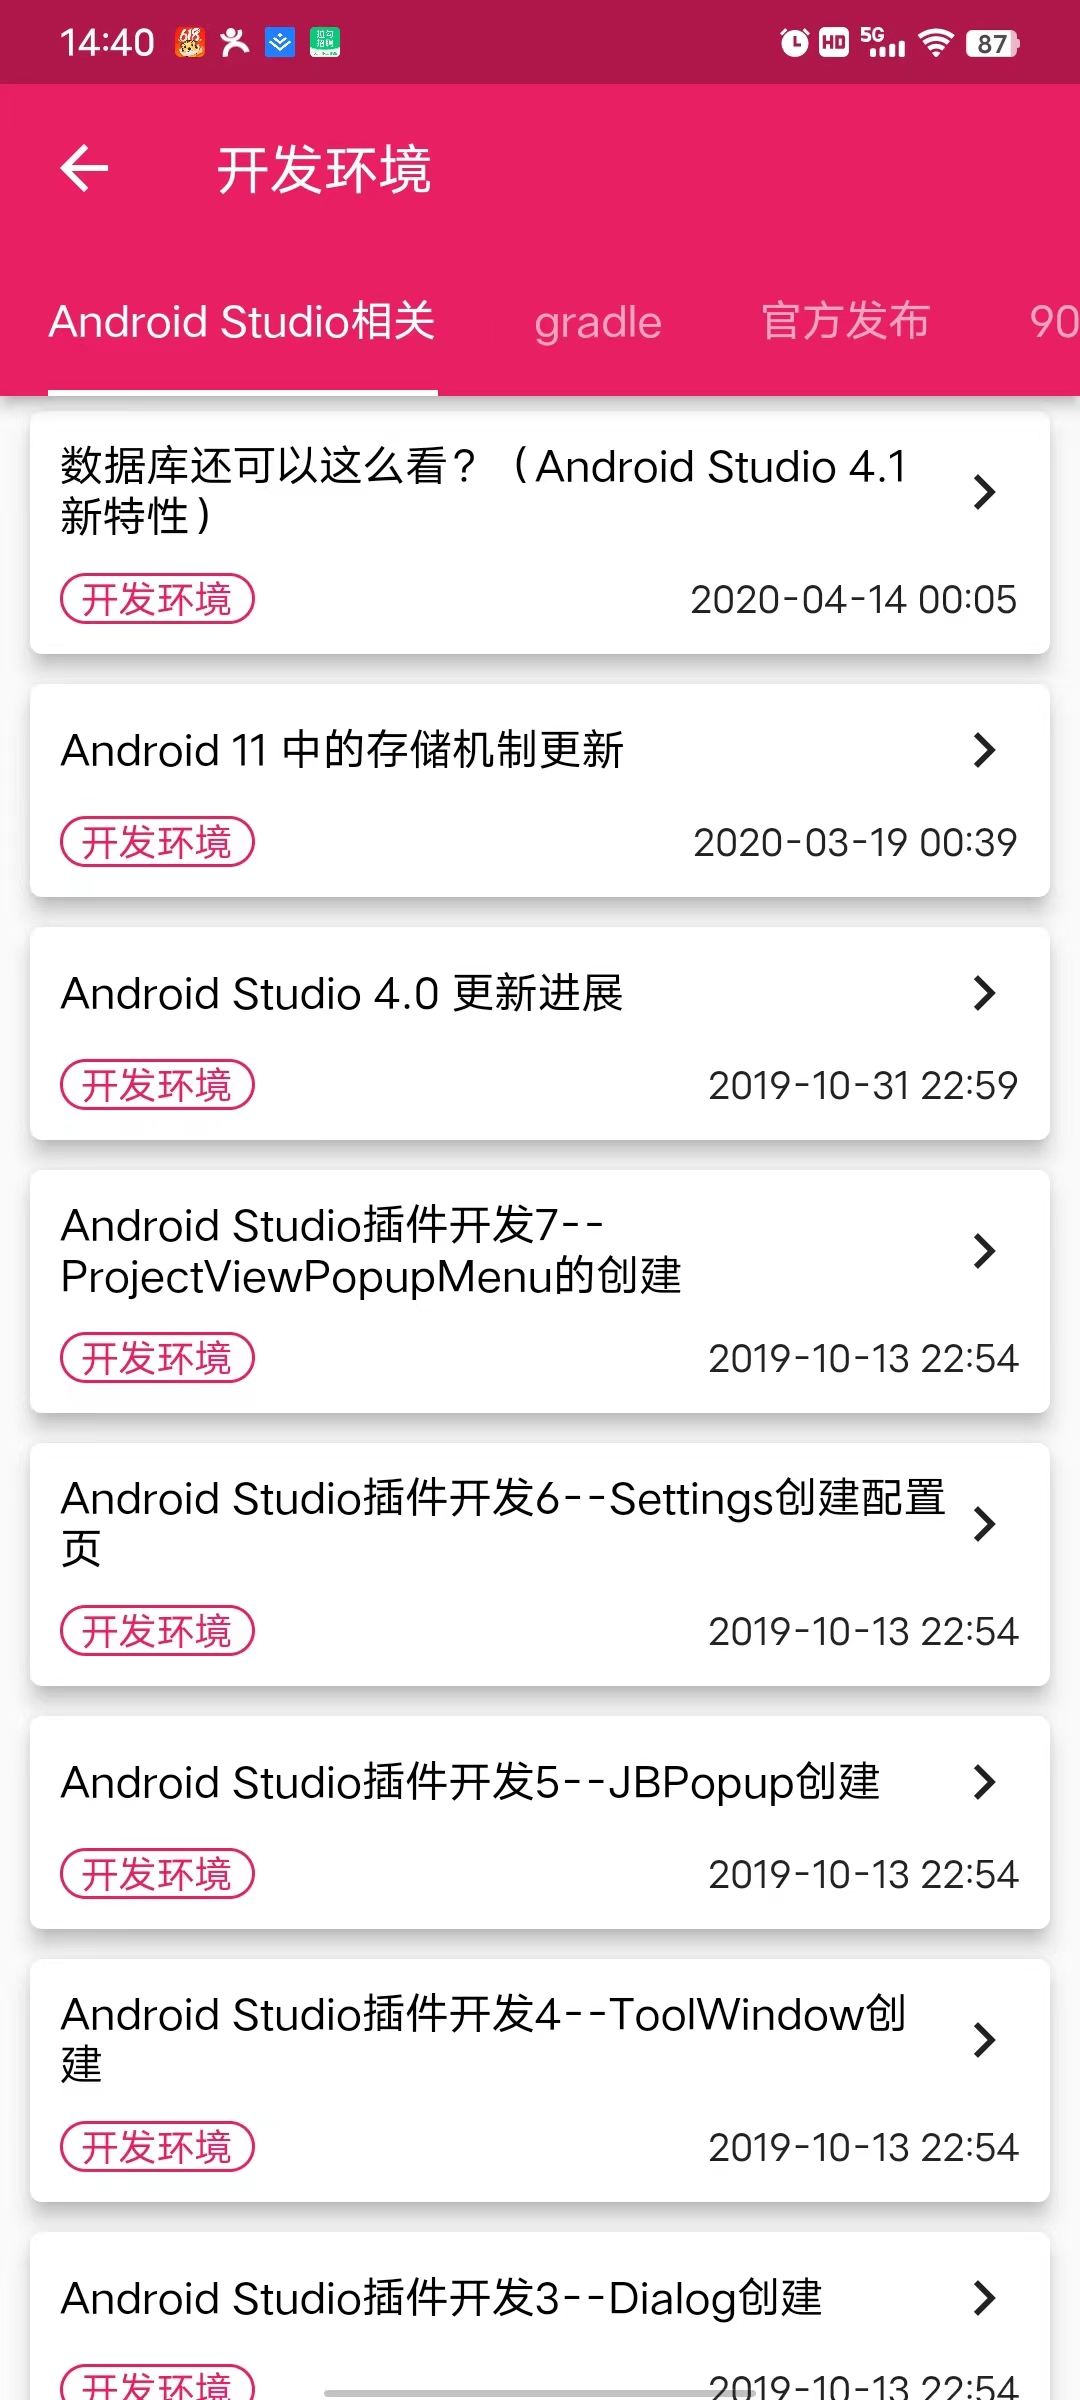 14:40
618
拉勾
招聘
HD
5G
87
开发环境
Android Studio相关
gradle
官方发布
90
数据库还可以这么看？（Android Studio 4.1
新特性）
开发环境
2020-04-14 00:05
Android 11 中的存储机制更新
开发环境
2020-03-19 00:39
Android Studio 4.0 更新进展
开发环境
2019-10-31 22:59
Android Studio插件开发7--
ProjectViewPopupMenu的创建
开发环境
2019-10-13 22:54
Android Studio插件开发6--Settings创建配置
页
开发环境
2019-10-13 22:54
Android Studio插件开发5--JBPopup创建
开发环境
2019-10-13 22:54
Android Studio插件开发4--ToolWindow创
建
开发环境
2019-10-13 22:54
Android Studio插件开发3--Dialog创建
开发环境
2019-10-13 22:54